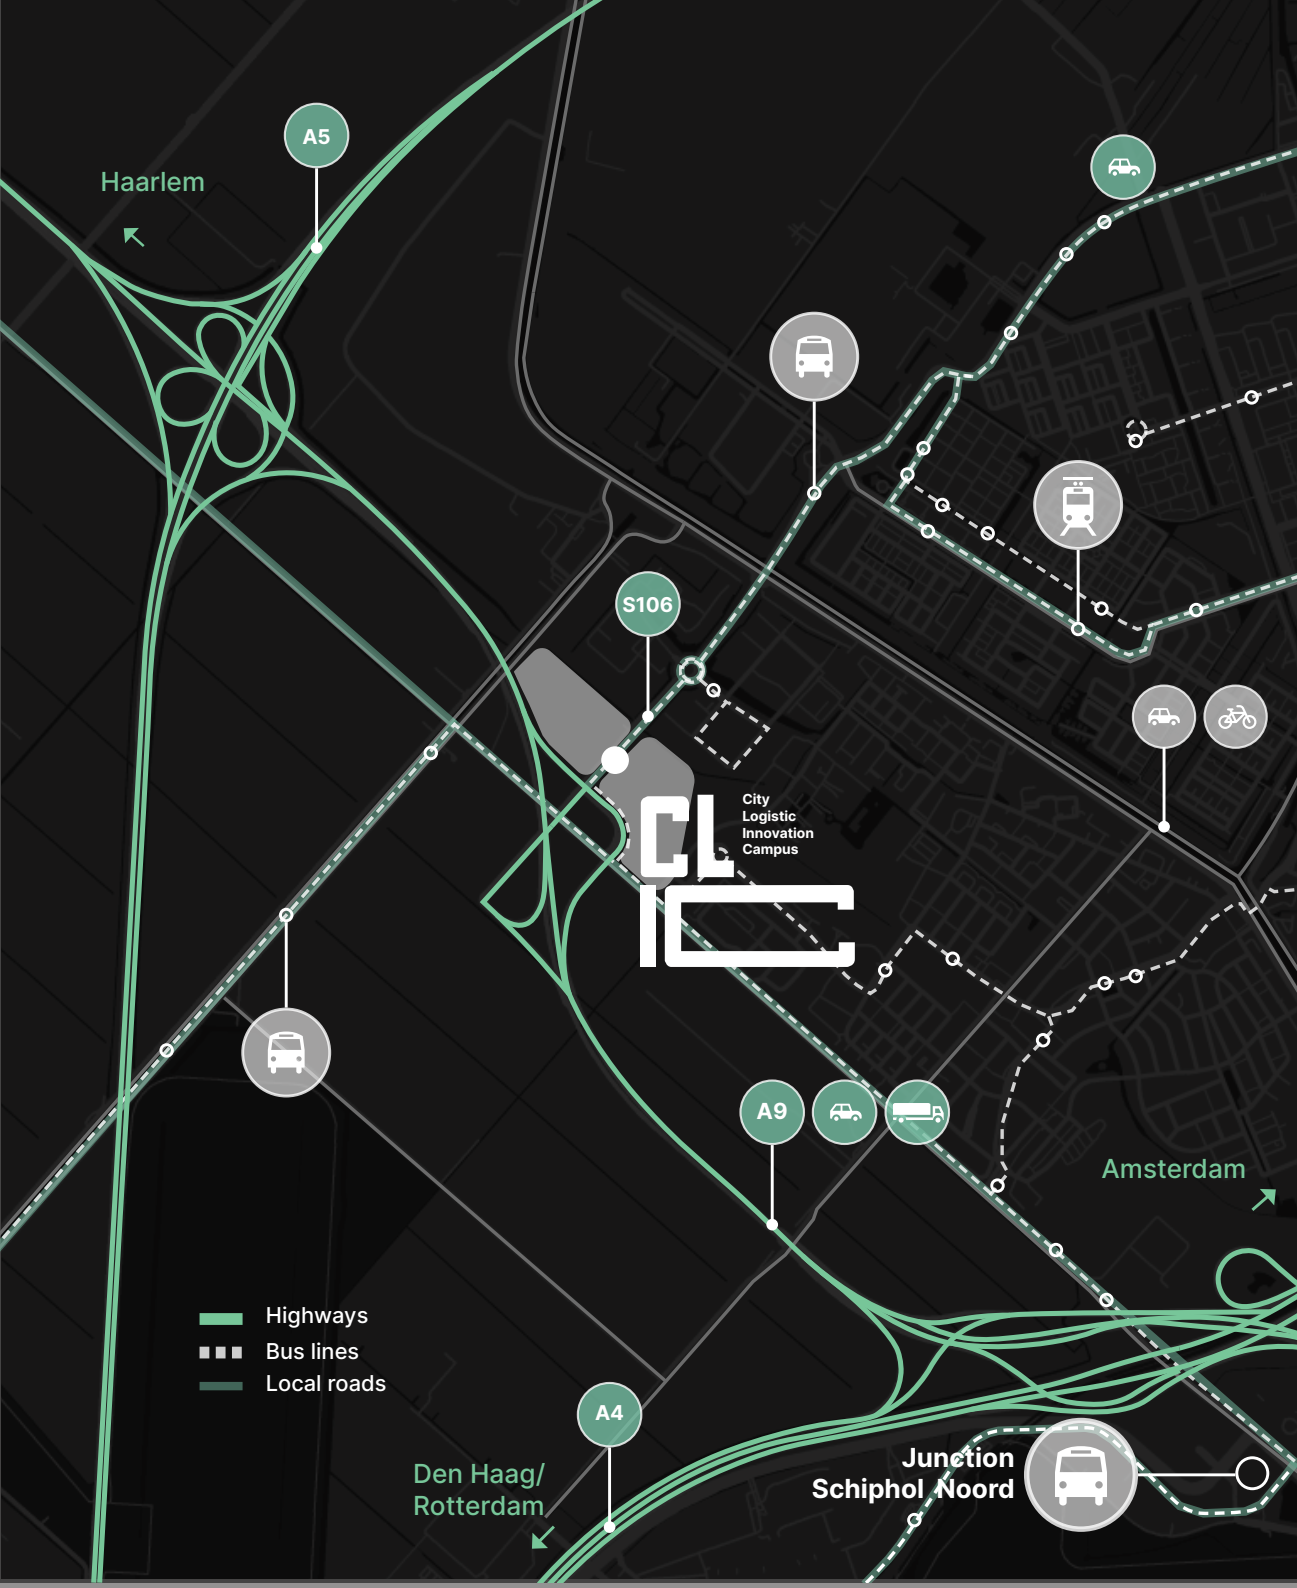 A5
Haarlem
S106
City
Logistic
Innovation
Campus
CL
IC
A9
Amsterdam
Highways
Bus lines
Local roads
A4
Den Haag/
Rotterdam
Junction
Schiphol Noord